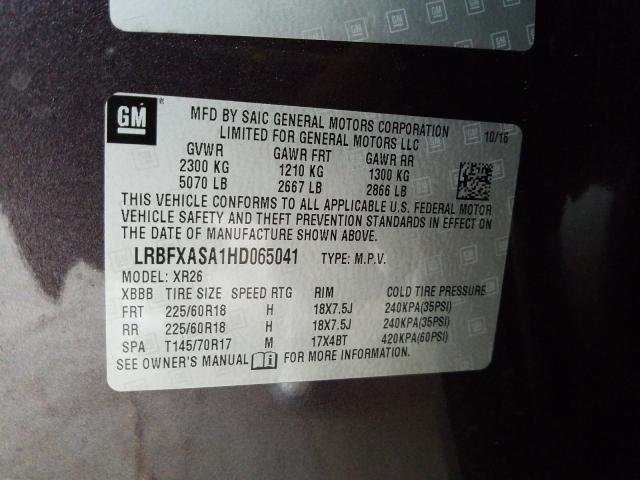 GM
MFD BY SAIC GENERAL MOTORS CORPORATION
LIMITED FOR GENERAL MOTORS LLC
10/16
GVWR GAWR FRT GAWR RR
2300 KG 1210 KG 1300 KG
5070 LB 2667 LB 2866 LB
THIS VEHICLE CONFORMS TO ALL APPLICABLE U.S. FEDERAL MOTOR
VEHICLE SAFETY AND THEFT PREVENTION STANDARDS IN EFFECT ON
THE DATE OF MANUFACTURE SHOWN ABOVE.
LRBFXASA1HD065041 TYPE: M.P.V.
MODEL: XR26
XBBB TIRE SIZE SPEED RTG RIM COLD TIRE PRESSURE
FRT 225/60R18 H 18X7.5J 240KPA(35PSI)
RR 225/60R18 H 18X7.5J 240KPA(35PSI)
SPA T145/70R17 M 17X4BT 420KPA(60PSI)
SEE OWNER'S MANUAL FOR MORE INFORMATION.